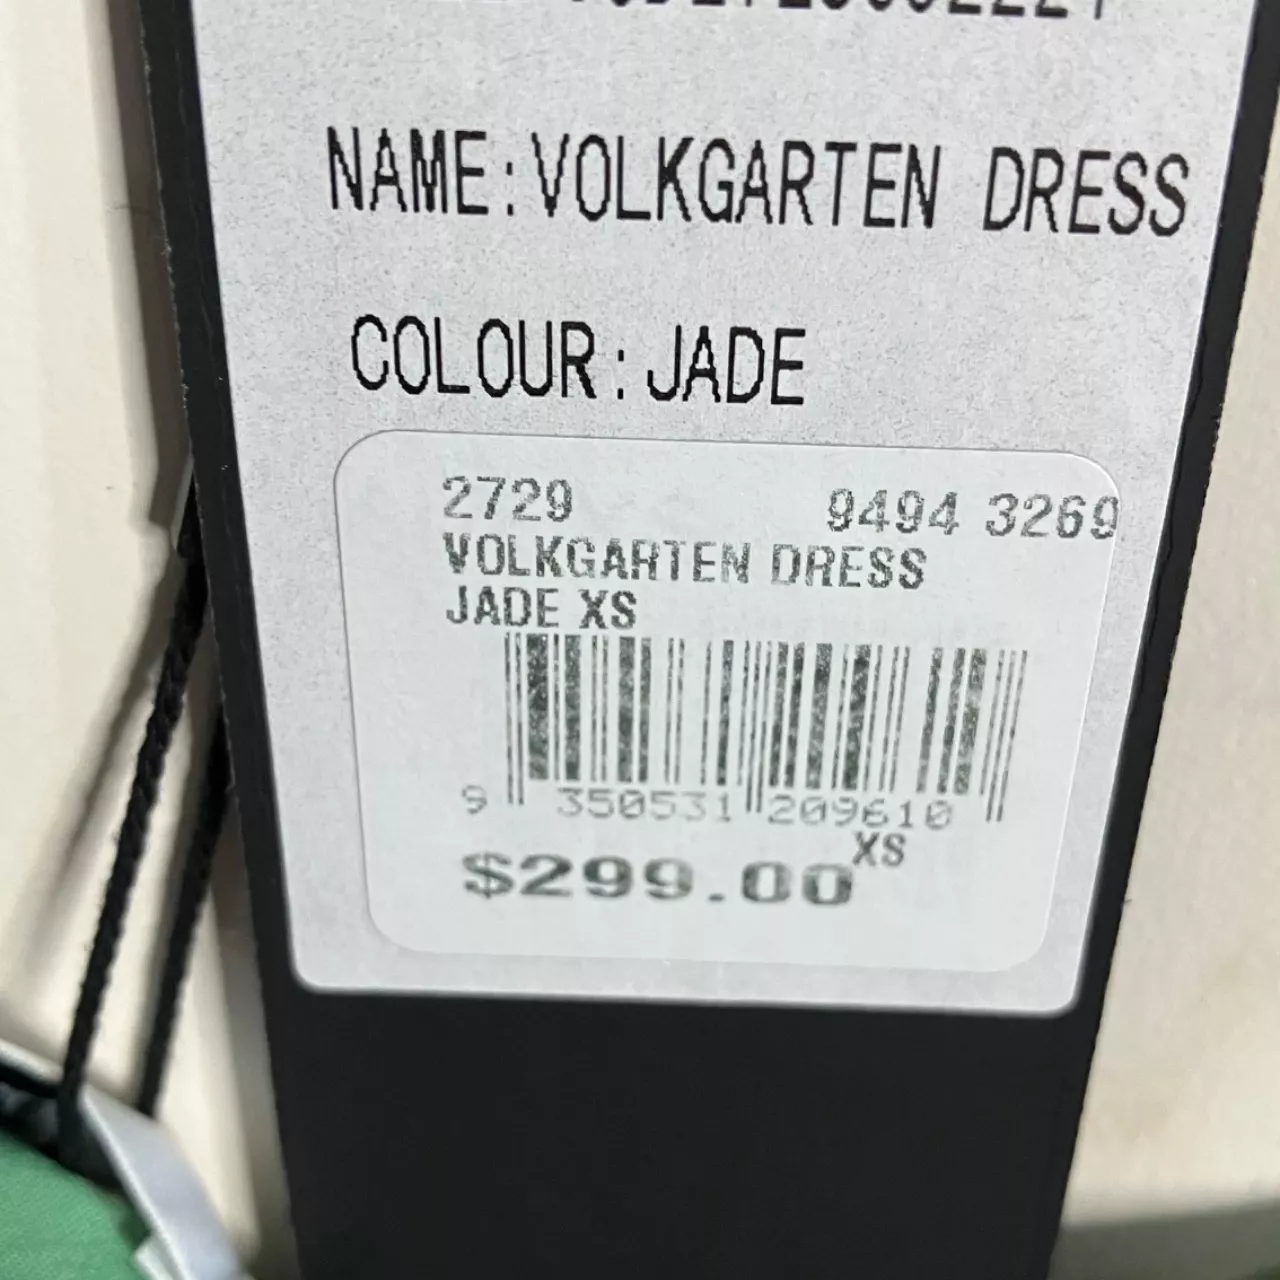 NAME:VOLKGARTEN DRESS
COLOUR:JADE
2729 9494 3269
VOLKGARTEN DRESS
JADE XS
9 350531 209610
XS
$299.00